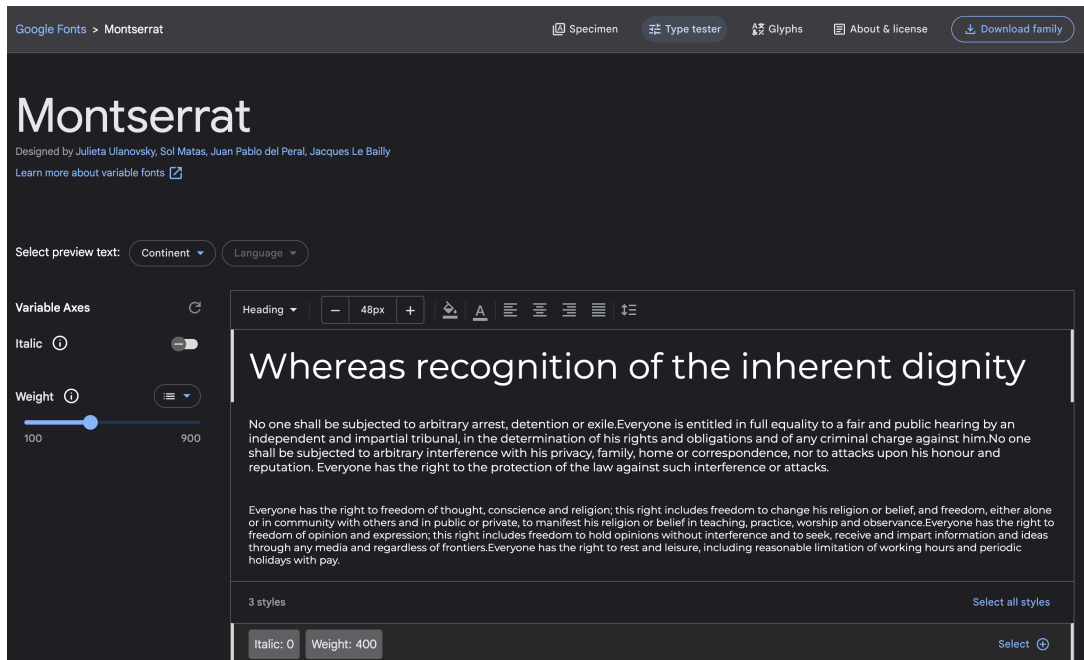 Google Fonts > Montserrat
Specimen
Type tester
Glyphs
About & license
Download family
Montserrat
Designed by Julieta Ulanovsky, Sol Matas, Juan Pablo del Peral, Jacques Le Bailly
Learn more about variable fonts
Select preview text:
Continent
Language
Variable Axes
Italic
Weight
100
900
Heading
− 48px +
Whereas recognition of the inherent dignity
No one shall be subjected to arbitrary arrest, detention or exile.Everyone is entitled in full equality to a fair and public hearing by an
independent and impartial tribunal, in the determination of his rights and obligations and of any criminal charge against him.No one
shall be subjected to arbitrary interference with his privacy, family, home or correspondence, nor to attacks upon his honour and
reputation. Everyone has the right to the protection of the law against such interference or attacks.
Everyone has the right to freedom of thought, conscience and religion; this right includes freedom to change his religion or belief, and freedom, either alone
or in community with others and in public or private, to manifest his religion or belief in teaching, practice, worship and observance.Everyone has the right to
freedom of opinion and expression; this right includes freedom to hold opinions without interference and to seek, receive and impart information and ideas
through any media and regardless of frontiers.Everyone has the right to rest and leisure, including reasonable limitation of working hours and periodic
holidays with pay.
3 styles
Select all styles
Italic: 0
Weight: 400
Select